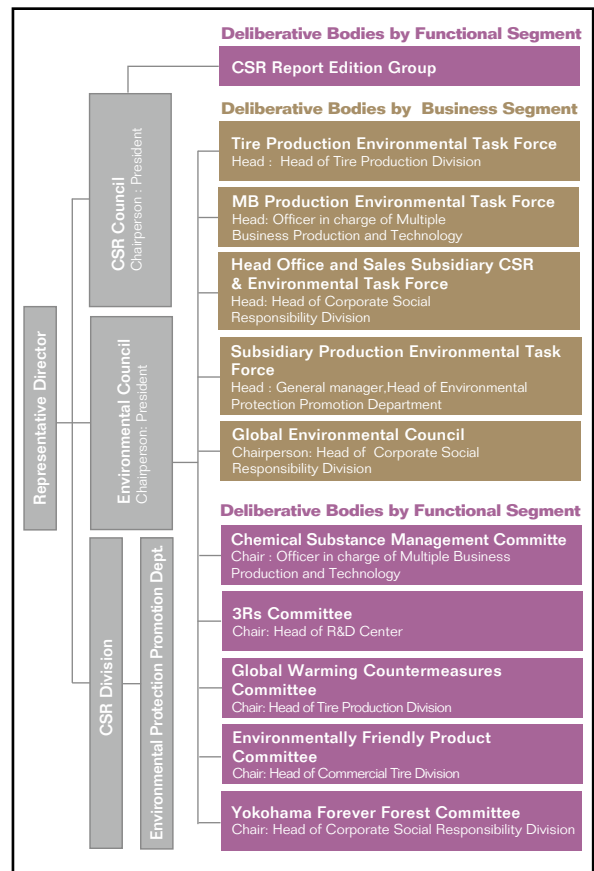 Deliberative Bodies by Functional Segment
CSR Report Edition Group
Deliberative Bodies by Business Segment
Tire Production Environmental Task Force
Head : Head of Tire Production Division
MB Production Environmental Task Force
Head: Officer in charge of Multiple
Business Production and Technology
Head Office and Sales Subsidiary CSR
& Environmental Task Force
Head: Head of Corporate Social
Responsibility Division
Subsidiary Production Environmental Task
Force
Head : General manager,Head of Environmental
Protection Promotion Department
Global Environmental Council
Chairperson: Head of Corporate Social
Responsibility Division
Deliberative Bodies by Functional Segment
Chemical Substance Management Committe
Chair : Officer in charge of Multiple Business
Production and Technology
3Rs Committee
Chair: Head of R&D Center
Global Warming Countermeasures
Committee
Chair: Head of Tire Production Division
Environmentally Friendly Product
Committee
Chair: Head of Commercial Tire Division
Yokohama Forever Forest Committee
Chair: Head of Corporate Social Responsibility Division
Representative Director
CSR Council
Chairperson : President
Environmental Council
Chairperson: President
CSR Division
Environmental Protection Promotion Dept.